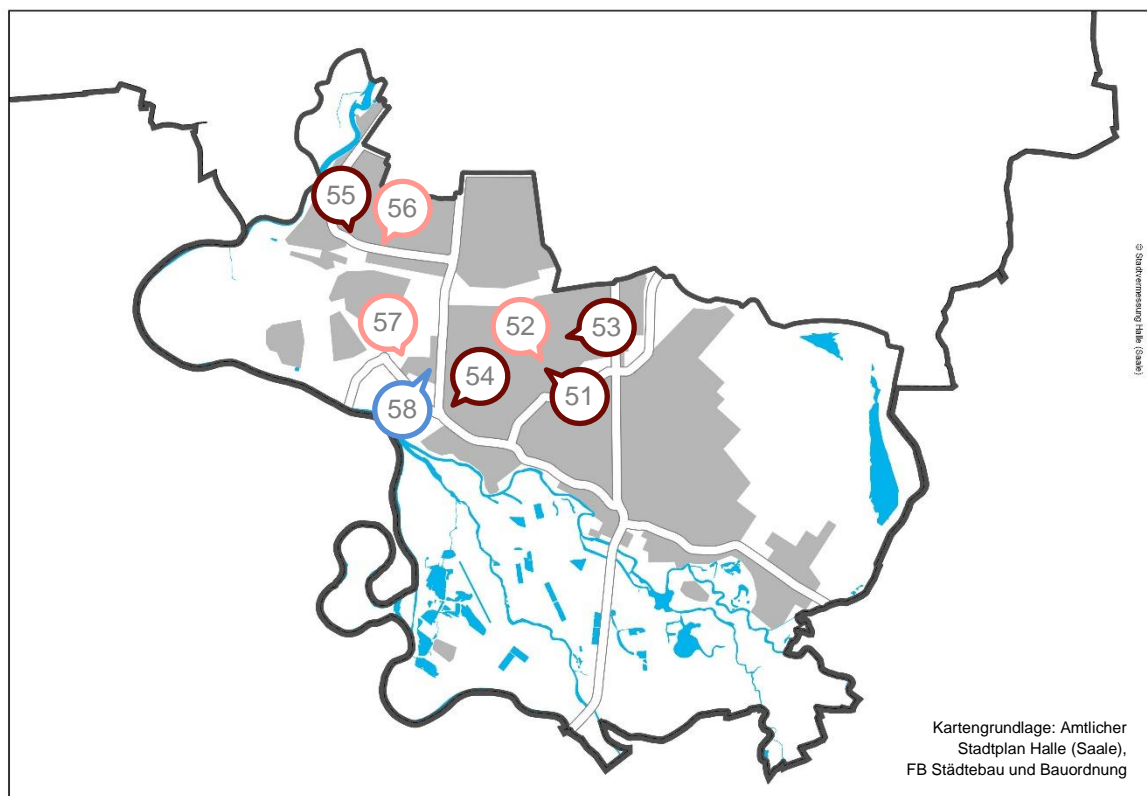 55
56
© Stadtvermessung Halle (Saale)
57
52
53
54
58
51
Kartengrundlage: Amtlicher
Stadtplan Halle (Saale),
FB Städtebau und Bauordnung